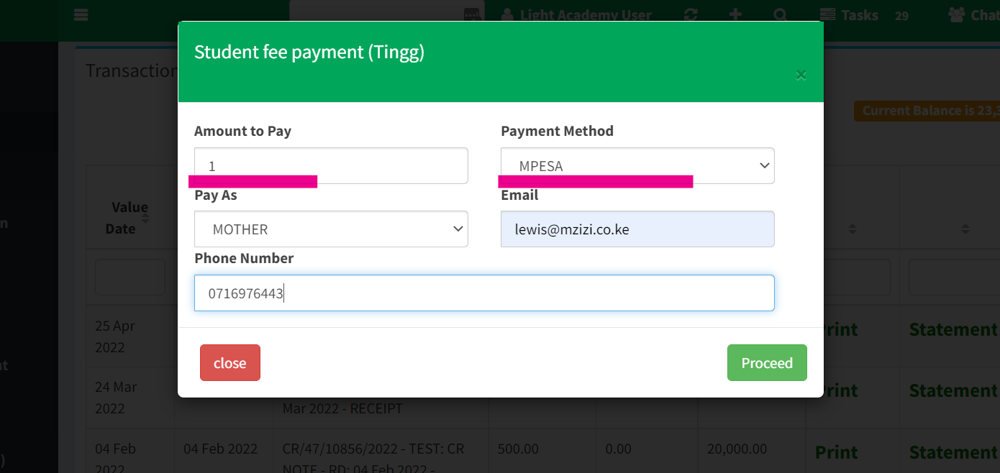 Light Academy User
Tasks 29
Student fee payment (Tingg)
×
Transaction
Current Balance is 23,
Amount to Pay
Payment Method
1
MPESA
Pay As
Email
MOTHER
lewis@mzizi.co.ke
Phone Number
0716976443
close
Proceed
Value
Date
25 Apr
2022
Print
Statement
24 Mar
2022
Mar 2022 - RECEIPT
Print
Statement
04 Feb
2022
04 Feb 2022
CR/47/10856/2022 - TEST: CR
NOTE - RD: 04 Feb 2022 -
500.00
0.00
20,000.00
Print
Statement